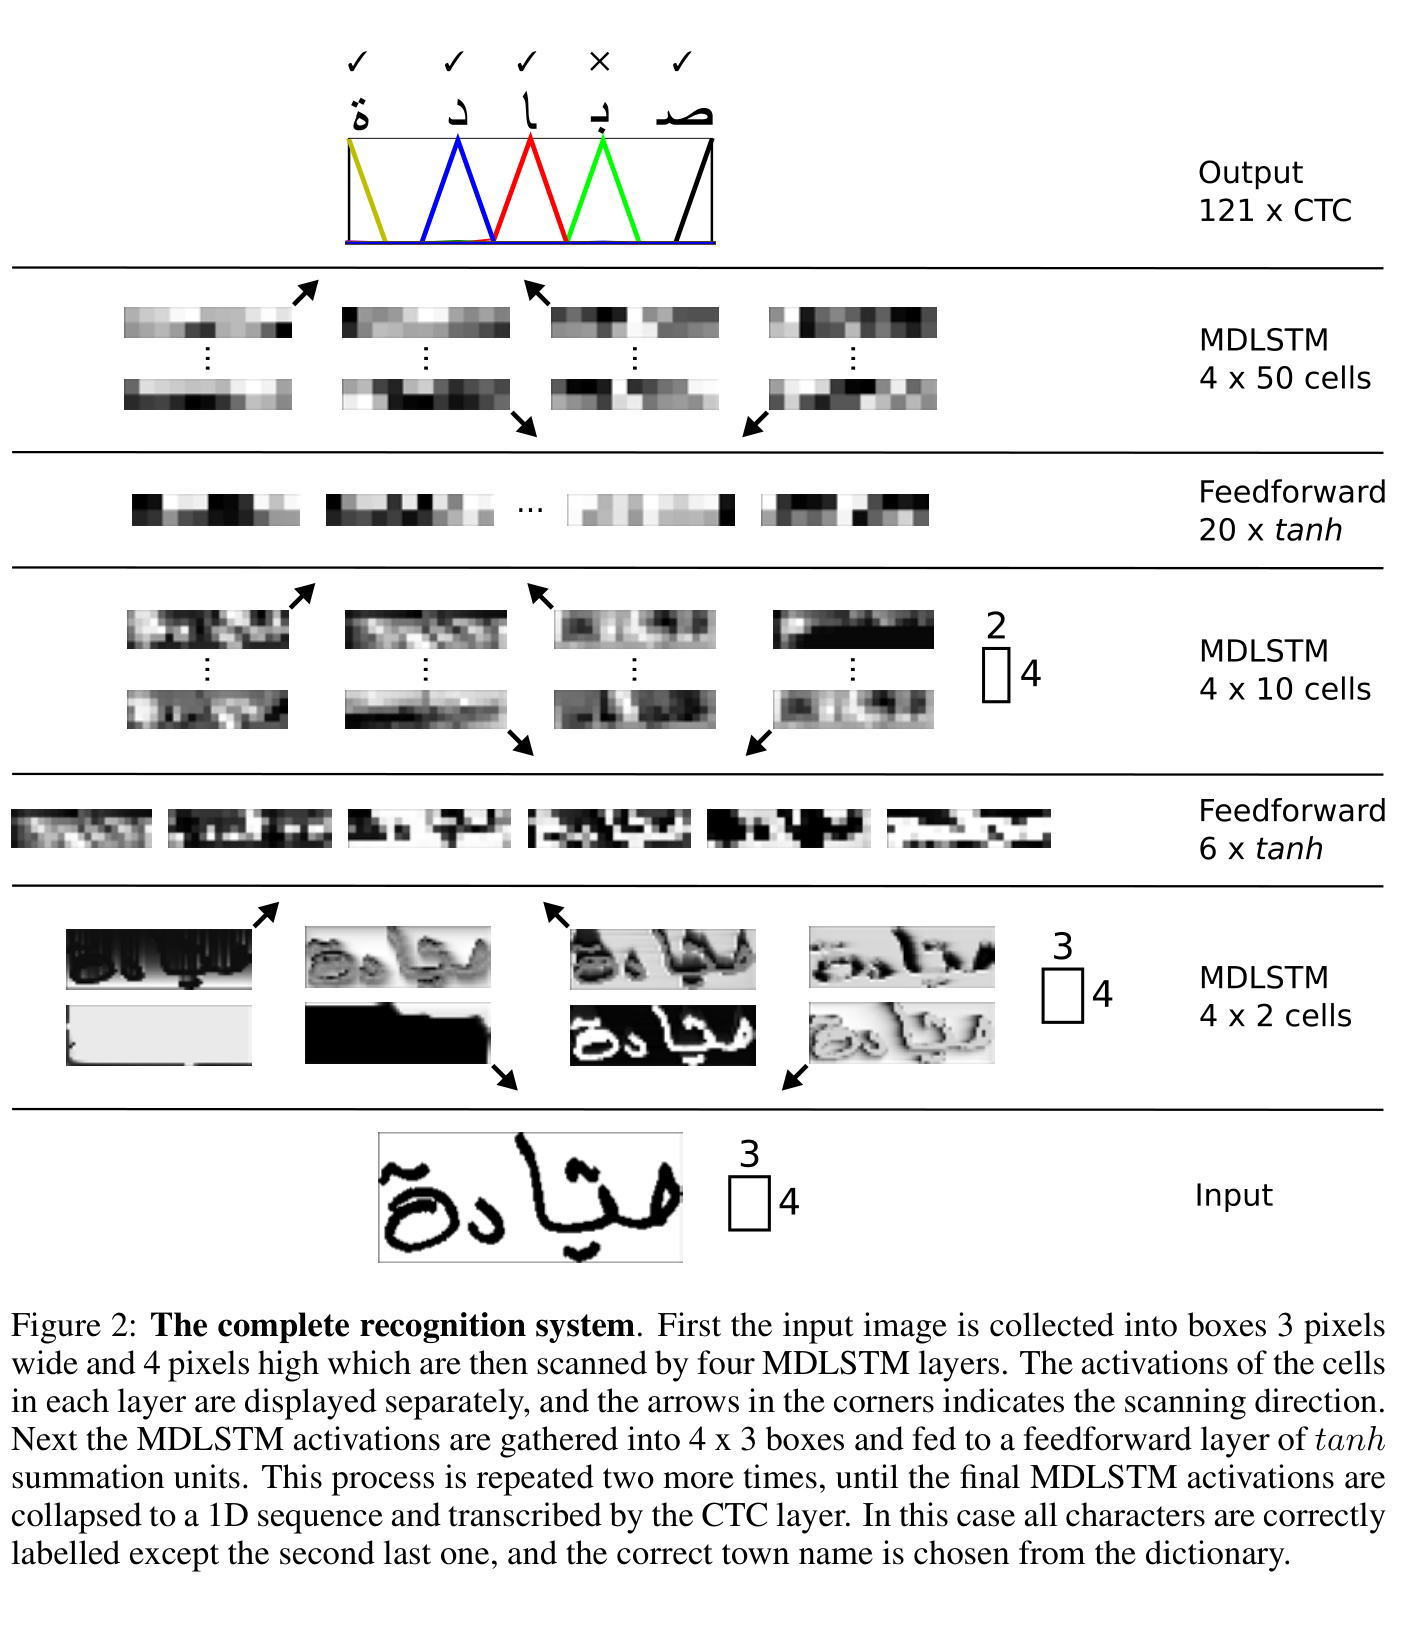 ✓ ✓ ✓ × ✓
ة د ا ب ص
Output
121 x CTC
MDLSTM
4 x 50 cells
...
Feedforward
20 x tanh
2
4
MDLSTM
4 x 10 cells
Feedforward
6 x tanh
3
4
MDLSTM
4 x 2 cells
3
4
Input
Figure 2: The complete recognition system. First the input image is collected into boxes 3 pixels
wide and 4 pixels high which are then scanned by four MDLSTM layers. The activations of the cells
in each layer are displayed separately, and the arrows in the corners indicates the scanning direction.
Next the MDLSTM activations are gathered into 4 x 3 boxes and fed to a feedforward layer of tanh
summation units. This process is repeated two more times, until the final MDLSTM activations are
collapsed to a 1D sequence and transcribed by the CTC layer. In this case all characters are correctly
labelled except the second last one, and the correct town name is chosen from the dictionary.